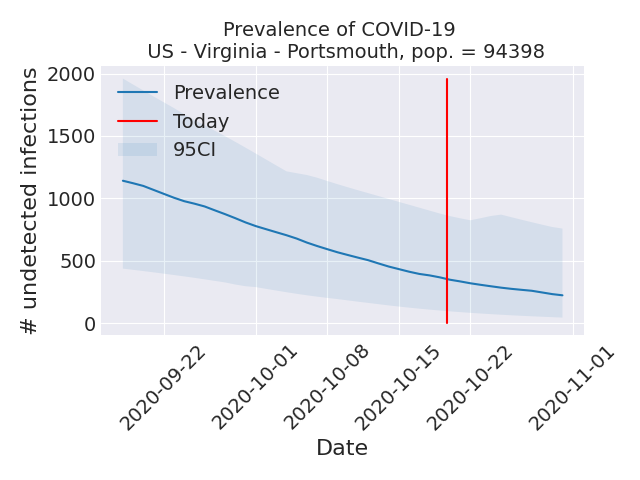 Prevalence of COVID-19
US - Virginia - Portsmouth, pop. = 94398
# undetected infections
2000
1500
1000
500
0
Prevalence
Today
95CI
2020-09-22
2020-10-01
2020-10-08
2020-10-15
2020-10-22
2020-11-01
Date